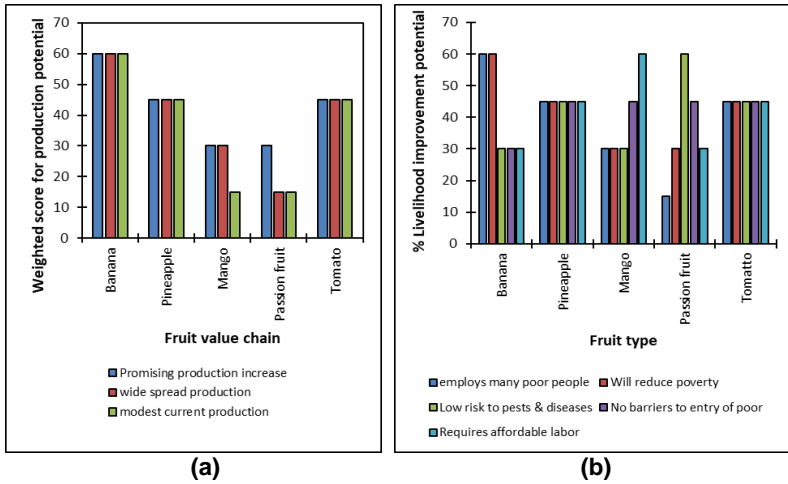 70
60
50
40
30
20
10
0
Weighted score for production potential
Banana
Pineapple
Mango
Passion fruit
Tomato
Fruit value chain
Promising production increase
wide spread production
modest current production
(a)
70
60
50
40
30
20
10
0
% Livelihood improvement potential
Banana
Pineapple
Mango
Passion fruit
Tomatto
Fruit type
employs many poor people Will reduce poverty
Low risk to pests & diseases No barriers to entry of poor
Requires affordable labor
(b)